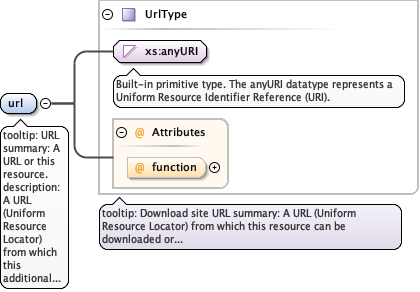 UrlType
xs:anyURI
Built-in primitive type. The anyURI datatype represents a
Uniform Resource Identifier Reference (URI).
url
tooltip: URL
summary: A
URL or this
resource.
description:
A URL
(Uniform
Resource
Locator)
from which
this
additional...
@ Attributes
@ function
tooltip: Download site URL summary: A URL (Uniform
Resource Locator) from which this resource can be
downloaded or...